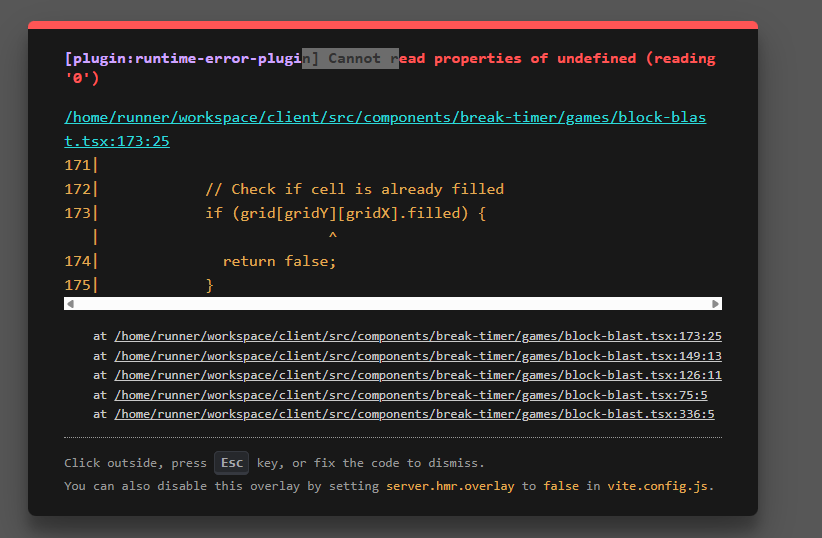 [plugin:runtime-error-plugin] Cannot read properties of undefined (reading
'0')
/home/runner/workspace/client/src/components/break-timer/games/block-blas
t.tsx:173:25
171|
172|            // Check if cell is already filled
173|            if (grid[gridY][gridX].filled) {
   |                          ^
174|              return false;
175|            }
at /home/runner/workspace/client/src/components/break-timer/games/block-blast.tsx:173:25
at /home/runner/workspace/client/src/components/break-timer/games/block-blast.tsx:149:13
at /home/runner/workspace/client/src/components/break-timer/games/block-blast.tsx:126:11
at /home/runner/workspace/client/src/components/break-timer/games/block-blast.tsx:75:5
at /home/runner/workspace/client/src/components/break-timer/games/block-blast.tsx:336:5
Click outside, press Esc key, or fix the code to dismiss.
You can also disable this overlay by setting server.hmr.overlay to false in vite.config.js.